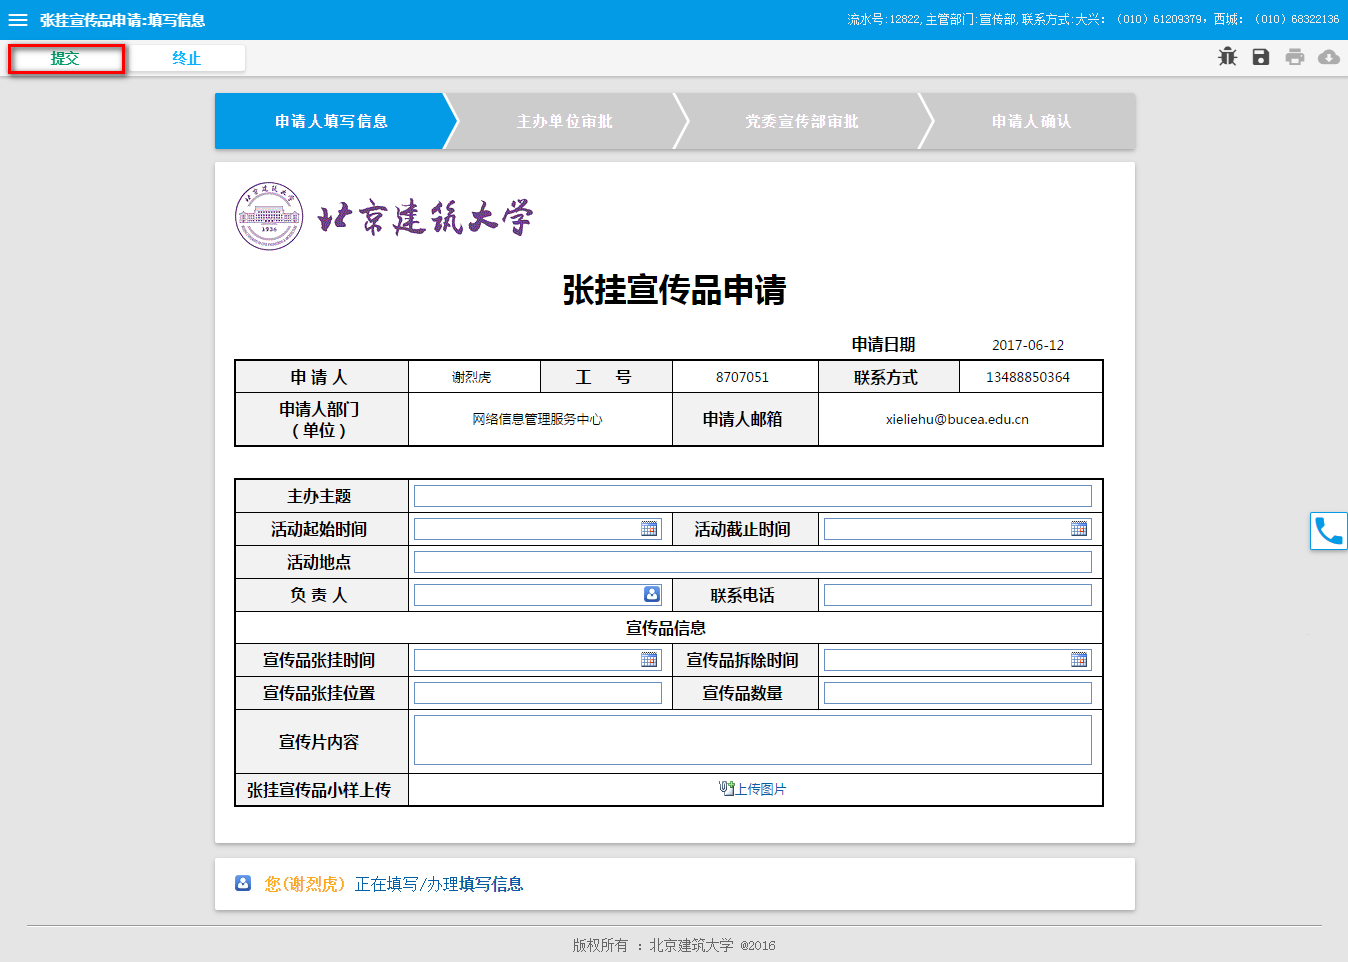 张挂宣传品申请:填写信息
流水号:12822, 主管部门:宣传部, 联系方式:大兴：（010）61209379，西城：（010）68322136
提交 终止
申请人填写信息 主办单位审批 党委宣传部审批 申请人确认
北京建筑大学
1936
北京建筑大学
张挂宣传品申请
申请日期 2017-06-12
申 请 人 谢烈虎 工 号 8707051 联系方式 13488850364
申请人部门
（单位） 网络信息管理服务中心 申请人邮箱 xieliehu@bucea.edu.cn
主办主题
活动起始时间 活动截止时间
活动地点
负 责 人 联系电话
宣传品信息
宣传品张挂时间 宣传品拆除时间
宣传品张挂位置 宣传品数量
宣传片内容
张挂宣传品小样上传 上传图片
您(谢烈虎) 正在填写/办理填写信息
版权所有 ： 北京建筑大学 @2016